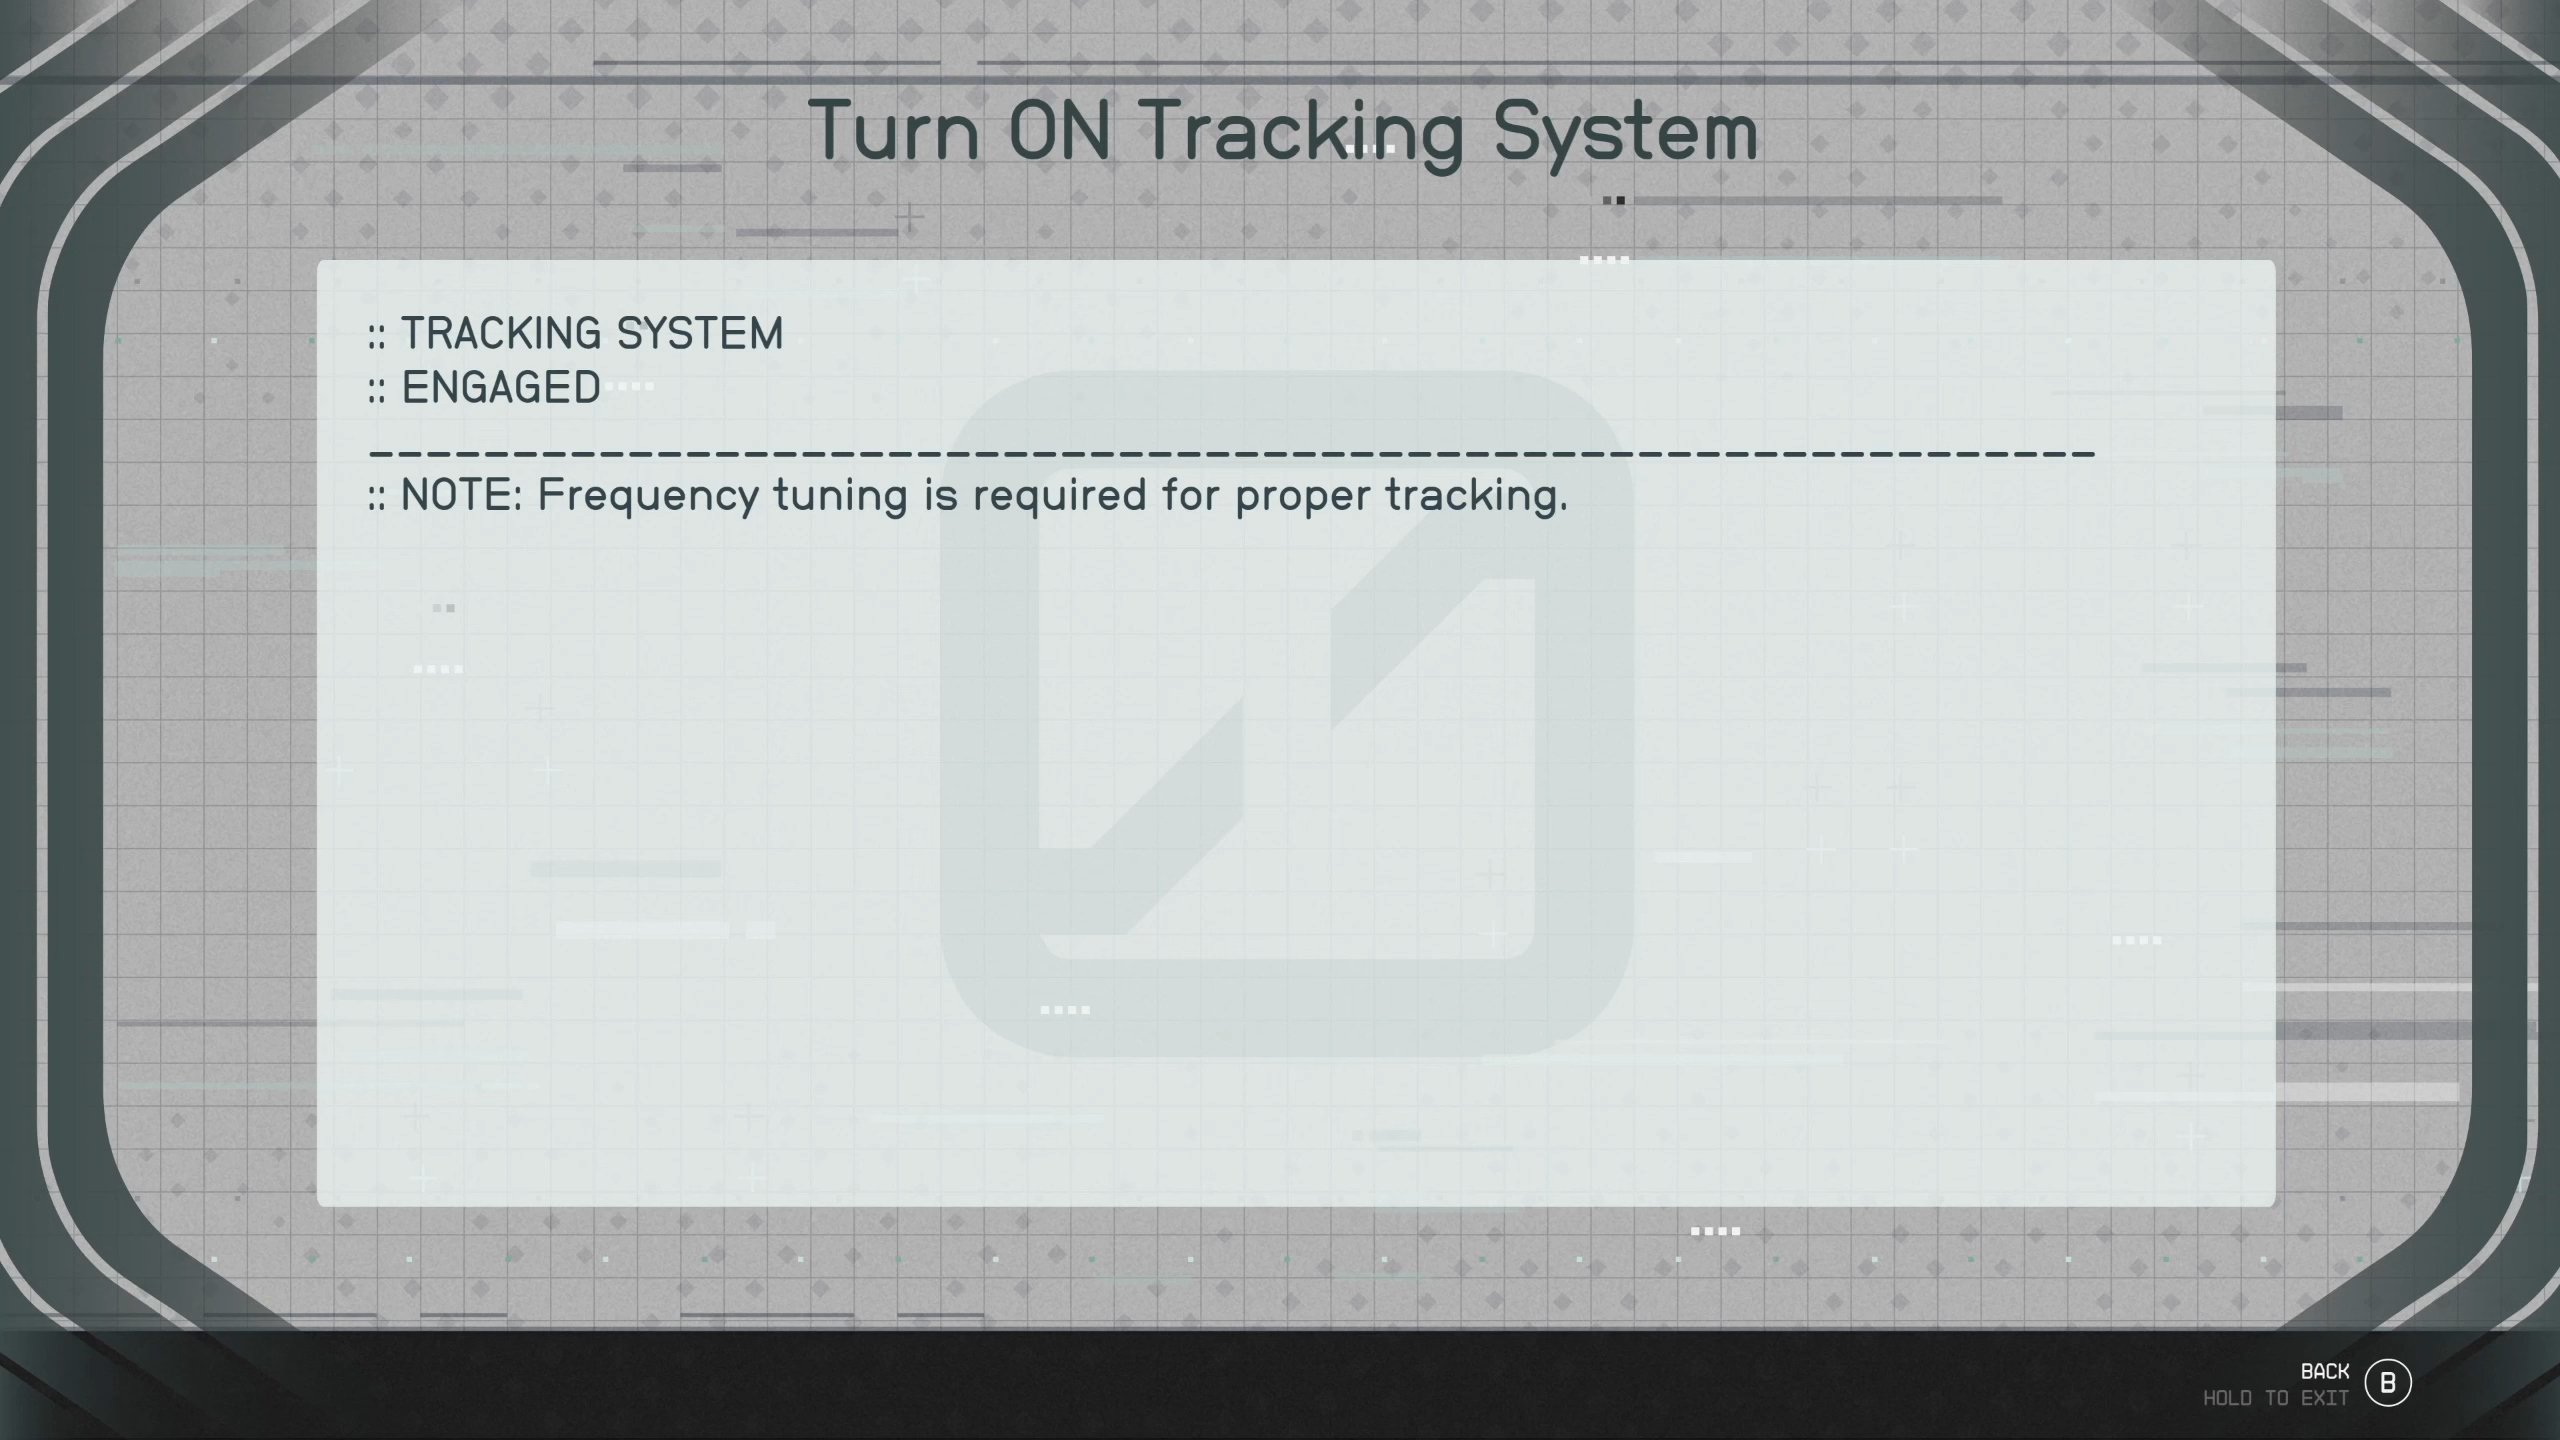 Turn ON Tracking System
:: TRACKING SYSTEM
:: ENGAGED
------------------------------------------------------------
:: NOTE: Frequency tuning is required for proper tracking.
BACK
HOLD TO EXIT
B